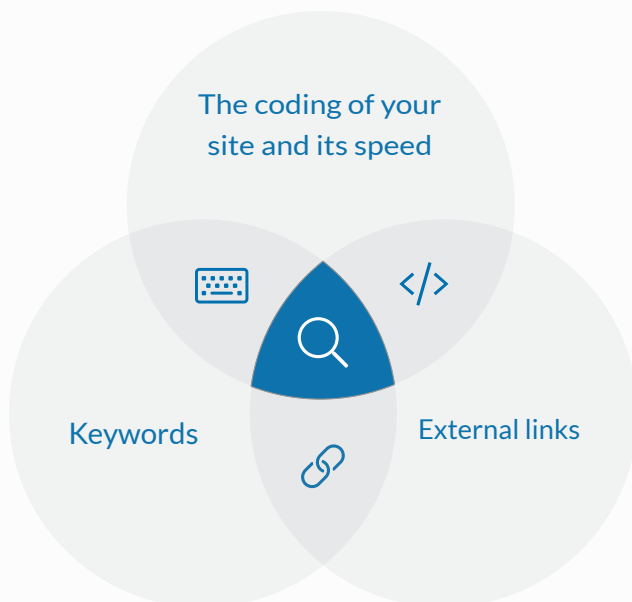 The coding of your
site and its speed
Keywords
External links